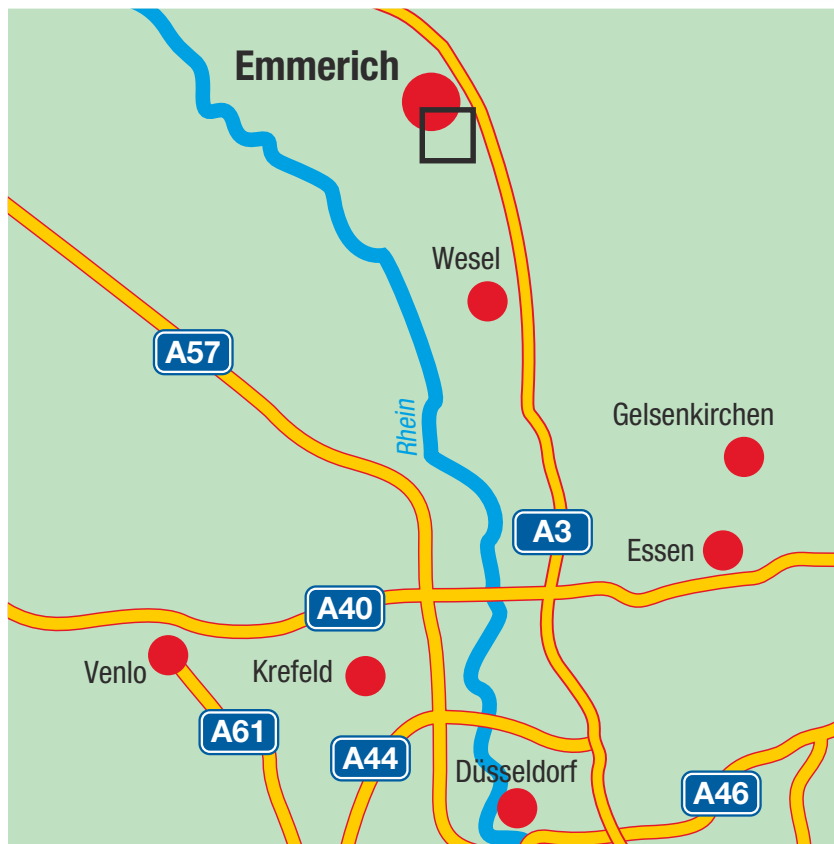 Emmerich
Wesel
A57
Rhein
Gelsenkirchen
A3
Essen
A40
Venlo
Krefeld
A61
A44
Düsseldorf
A46